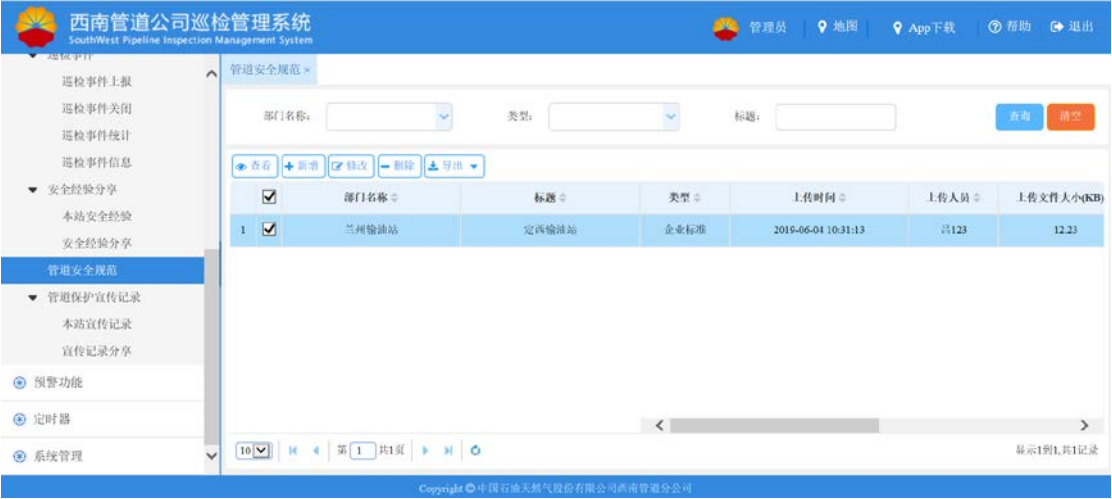 西南管道公司巡检管理系统
SouthWest Pipeline Inspection Management System
管理员 地图 App下载 帮助 退出
巡检事件
巡检事件上报
巡检事件关闭
巡检事件统计
巡检事件信息
安全经验分享
本站安全经验
安全经验分享
管道安全规范
管道保护宣传记录
本站宣传记录
宣传记录分享
预警功能
定时器
系统管理
管道安全规范 ×
部门名称: 类型: 标题: 查询 清空
查看 新增 修改 删除 导出
部门名称 标题 类型 上传时间 上传人员 上传文件大小(KB)
1 兰州输油站 定西输油站 企业标准 2019-06-04 10:31:13 吕123 12.23
10 第 1 共1页 显示1到1,共1记录
Copyright © 中国石油天然气股份有限公司西南管道分公司